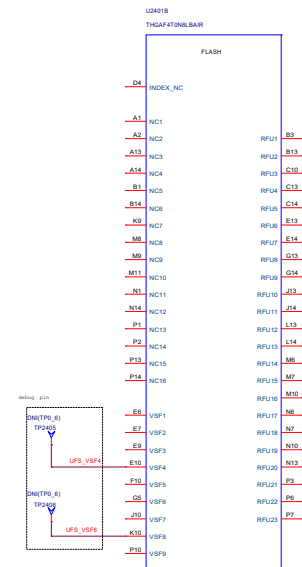 U2401B
THGAF4T0N8LBAIR
FLASH
D4 INDEX_NC
A1 NC1
A2 NC2 RFU1 B3
A13 NC3 RFU2 B13
A14 NC4 RFU3 C10
B1 NC5 RFU4 C13
B14 NC6 RFU5 C14
K9 NC7 RFU6 E13
M8 NC8 RFU7 E14
M9 NC9 RFU8 G13
M11 NC10 RFU9 G14
N1 NC11 RFU10 J13
N14 NC12 RFU11 J14
P1 NC13 RFU12 L13
P2 NC14 RFU13 L14
P13 NC15 RFU14 M6
P14 NC16 RFU15 M7
RFU16 M10
debug pin
E6 VSF1 RFU17 N6
DNI(TP0_6)
TP2405
E7 VSF2 RFU18 N7
E9 VSF3 RFU19 N10
UFS_VSF4 E10 VSF4 RFU20 N13
F10 VSF5 RFU21 P3
DNI(TP0_6)
G5 VSF6 RFU22 P6
TP2406
J10 VSF7 RFU23 P7
UFS_VSF8 K10 VSF8
P10 VSF9